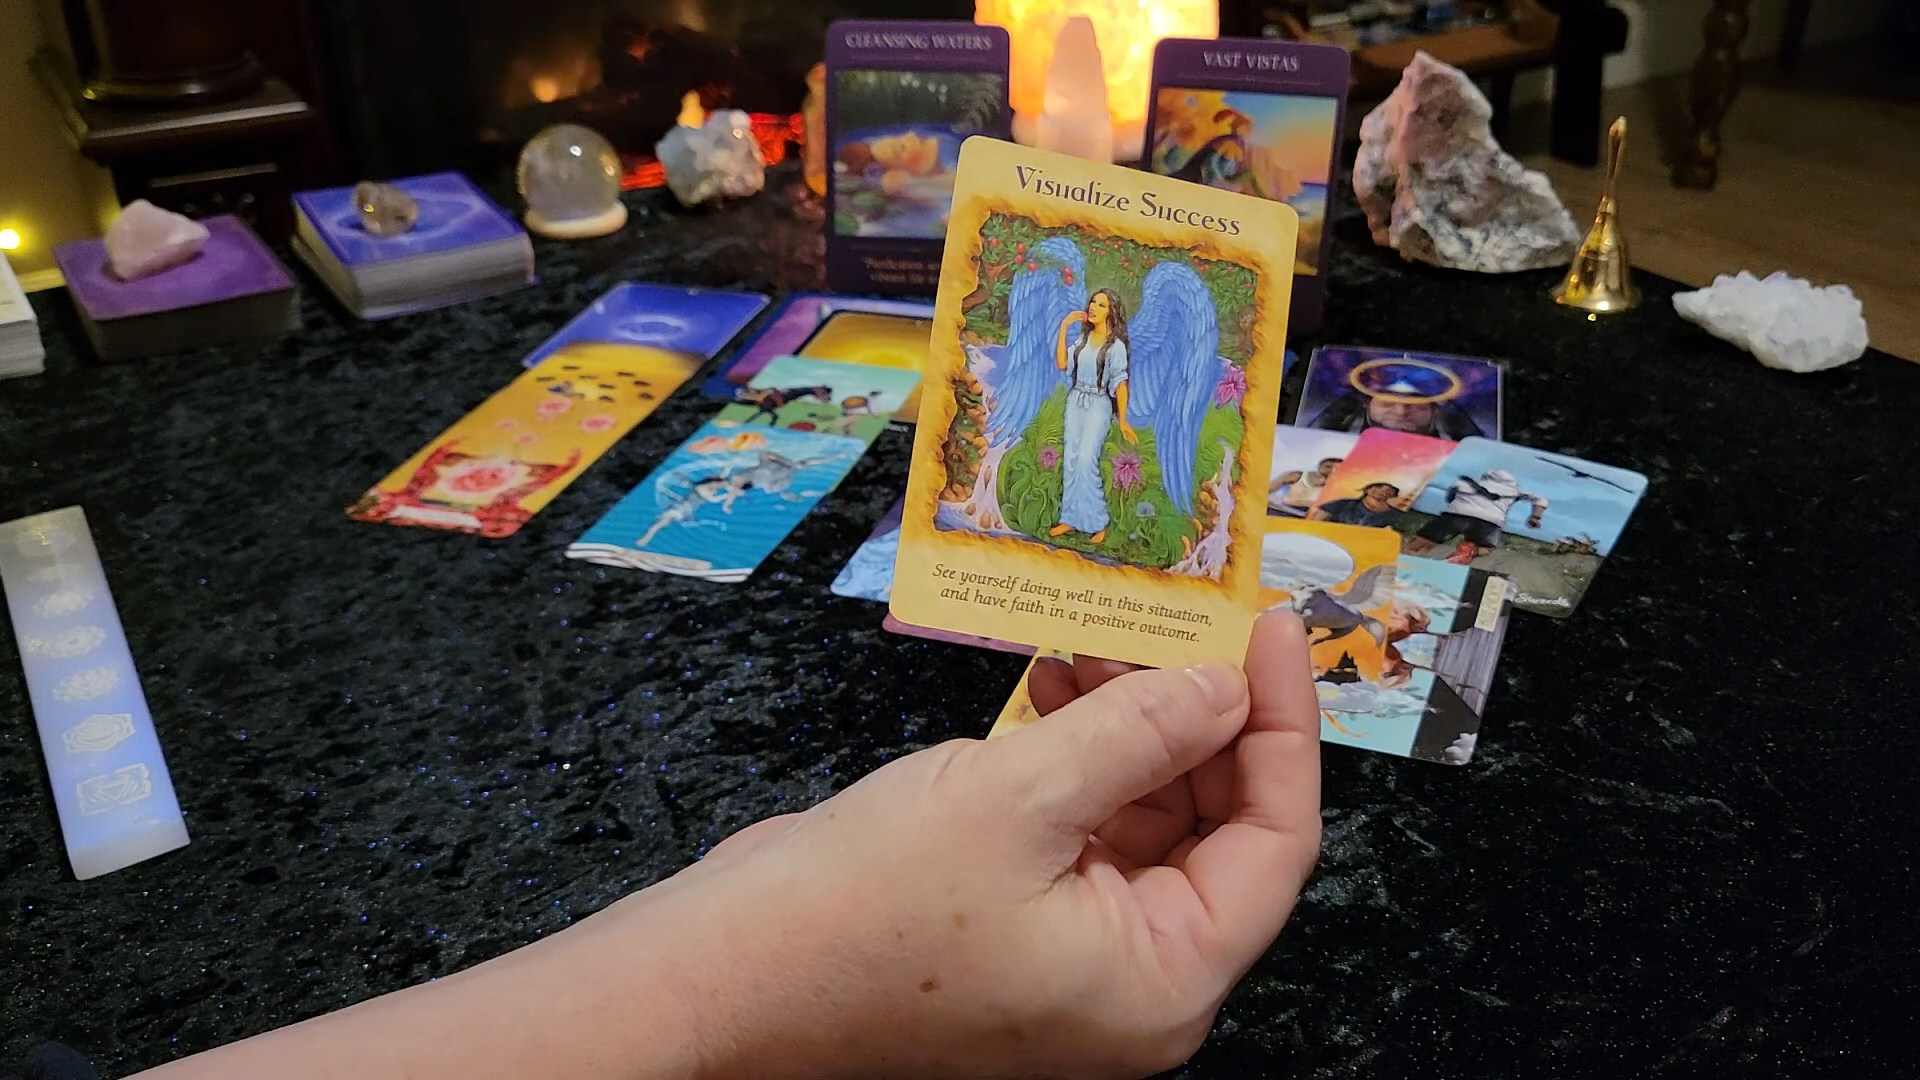 CLEANSING WATERS
VAST VISTAS
Visualize Success
See yourself doing well in this situation,
and have faith in a positive outcome.